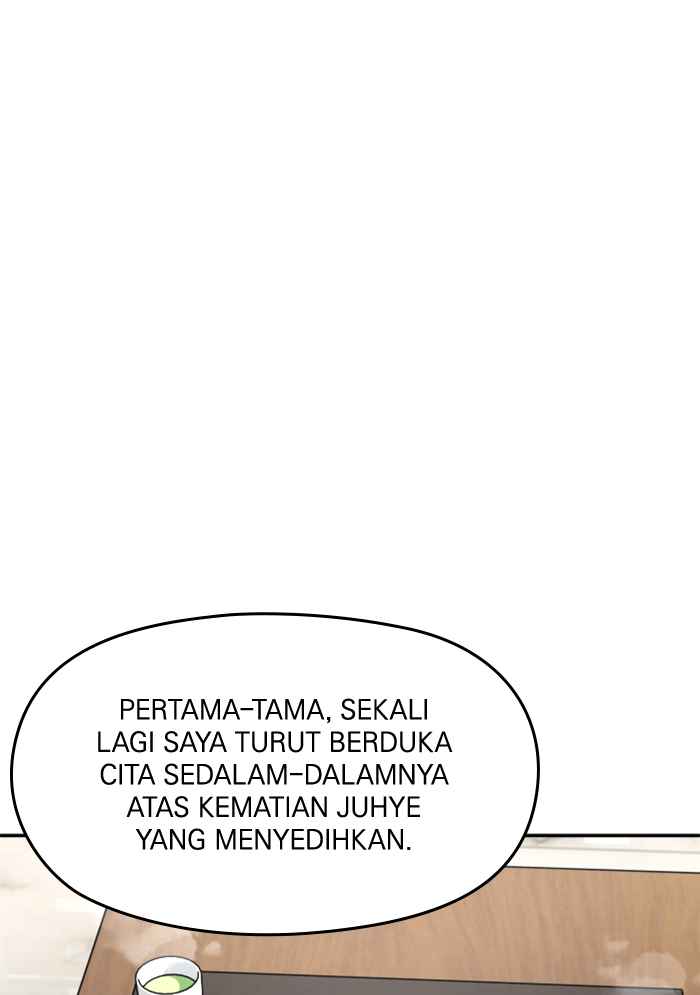 PERTAMA-TAMA, SEKALI
LAGI SAYA TURUT BERDUKA
CITA SEDALAM-DALAMNYA
ATAS KEMATIAN JUHYE
YANG MENYEDIHKAN.